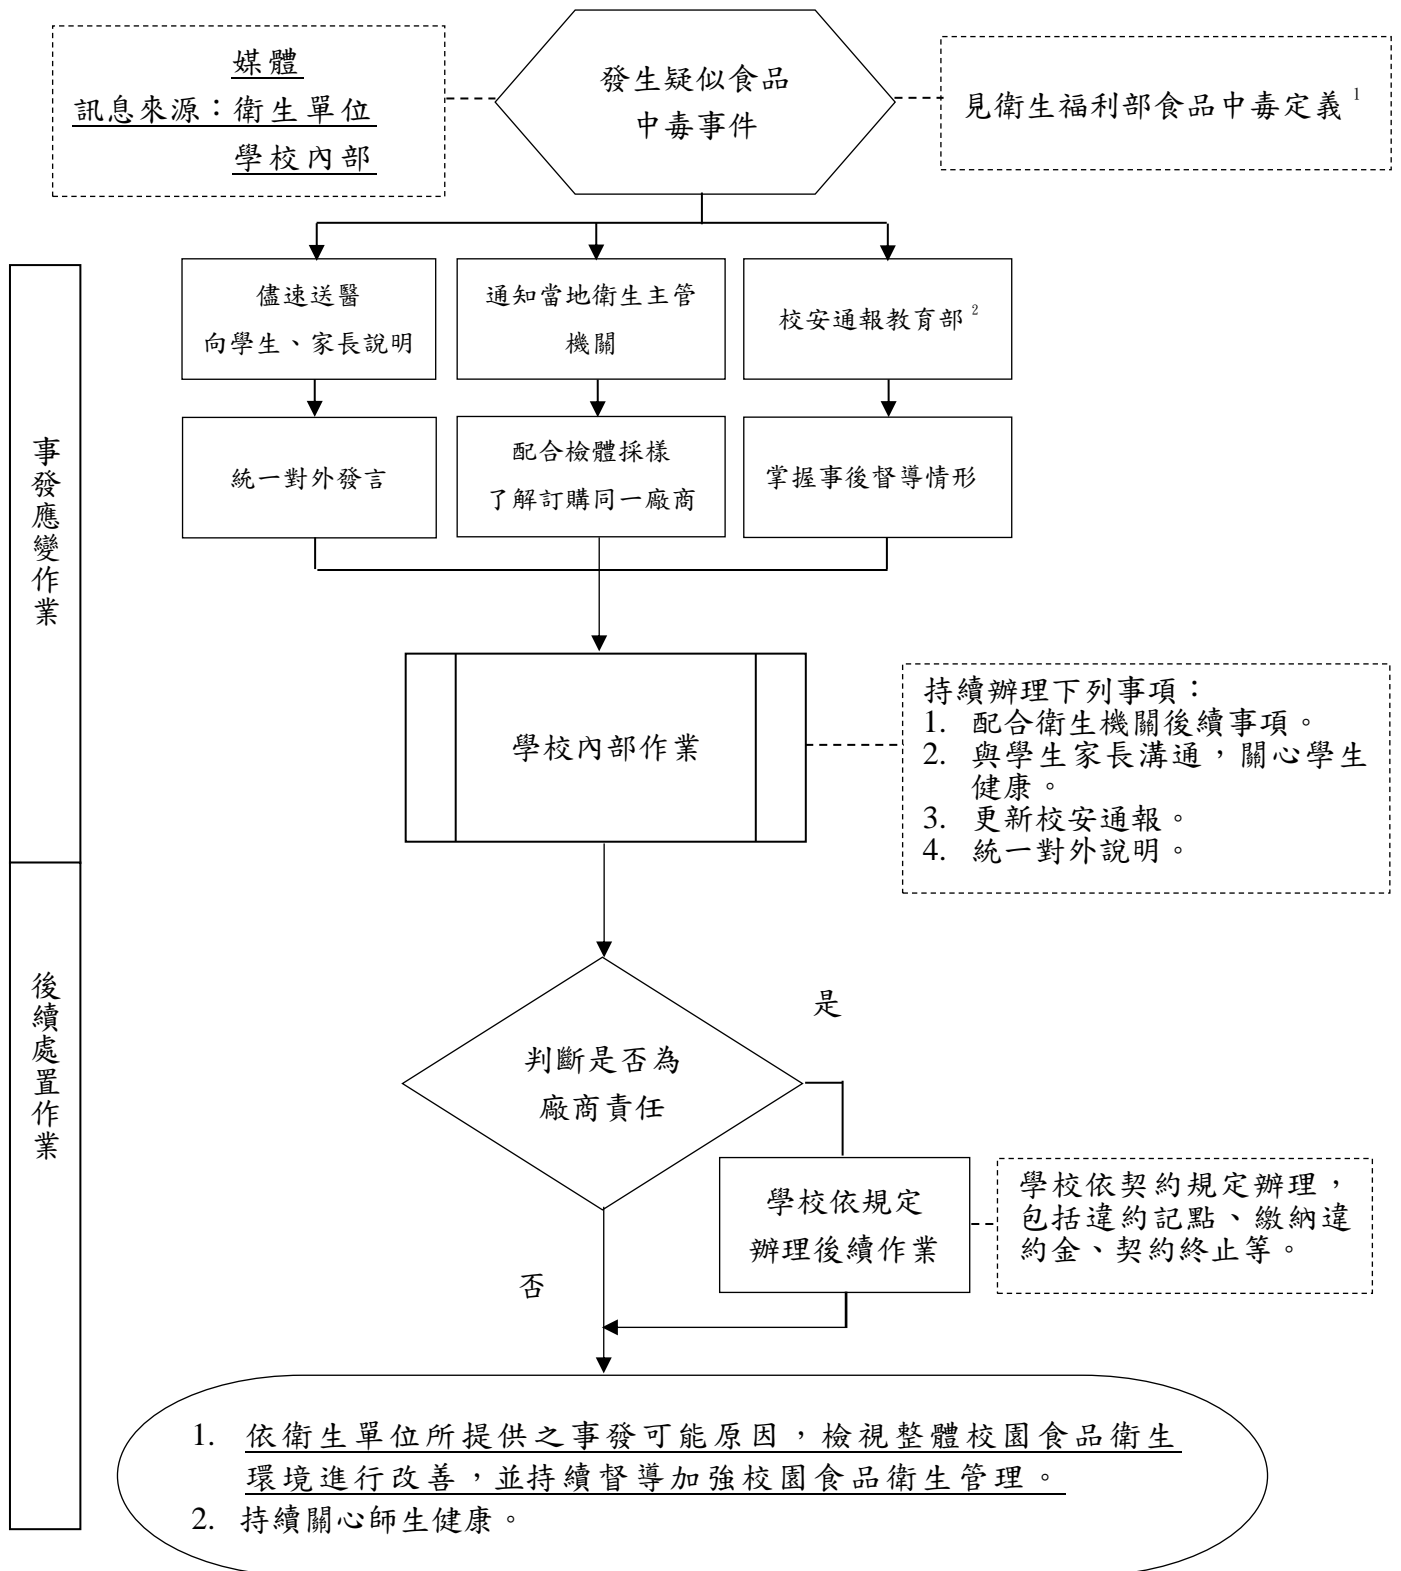 媒體
訊息來源：衛生單位
學校內部
發生疑似食品
中毒事件
見衛生福利部食品中毒定義1
儘速送醫
向學生、家長說明
通知當地衛生主管
機關
校安通報教育部2
統一對外發言
配合檢體採樣
了解訂購同一廠商
掌握事後督導情形
事發應變作業
學校內部作業
持續辦理下列事項：
1. 配合衛生機關後續事項。
2. 與學生家長溝通，關心學生
健康。
3. 更新校安通報。
4. 統一對外說明。
後續處置作業
判斷是否為
廠商責任
是
學校依規定
辦理後續作業
學校依契約規定辦理，
包括違約記點、繳納違
約金、契約終止等。
否
1. 依衛生單位所提供之事發可能原因，檢視整體校園食品衛生
環境進行改善，並持續督導加強校園食品衛生管理。
2. 持續關心師生健康。